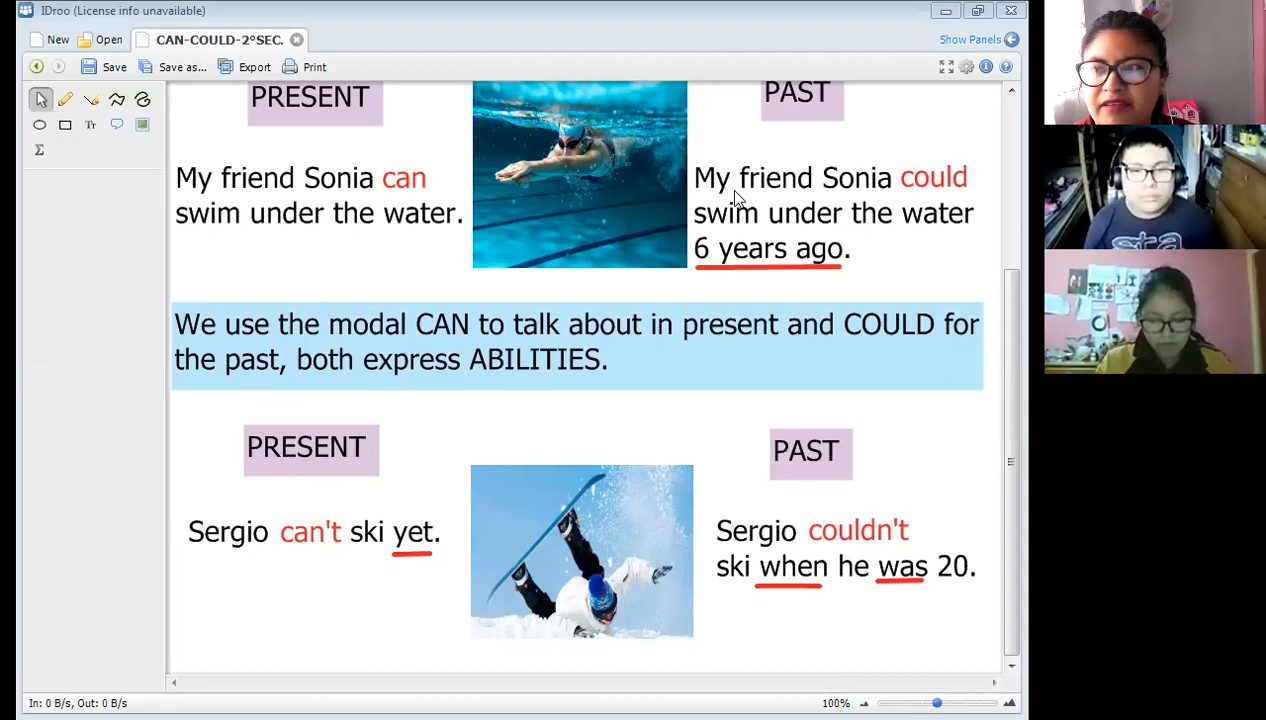 IDroo (License info unavailable)
New Open CAN-COULD-2°SEC. Show Panels
Save Save as... Export Print
PRESENT
PAST
My friend Sonia can
swim under the water.
My friend Sonia could
swim under the water
6 years ago.
We use the modal CAN to talk about in present and COULD for
the past, both express ABILITIES.
PRESENT
PAST
Sergio can't ski yet.
Sergio couldn't
ski when he was 20.
In: 0 B/s, Out: 0 B/s
100%